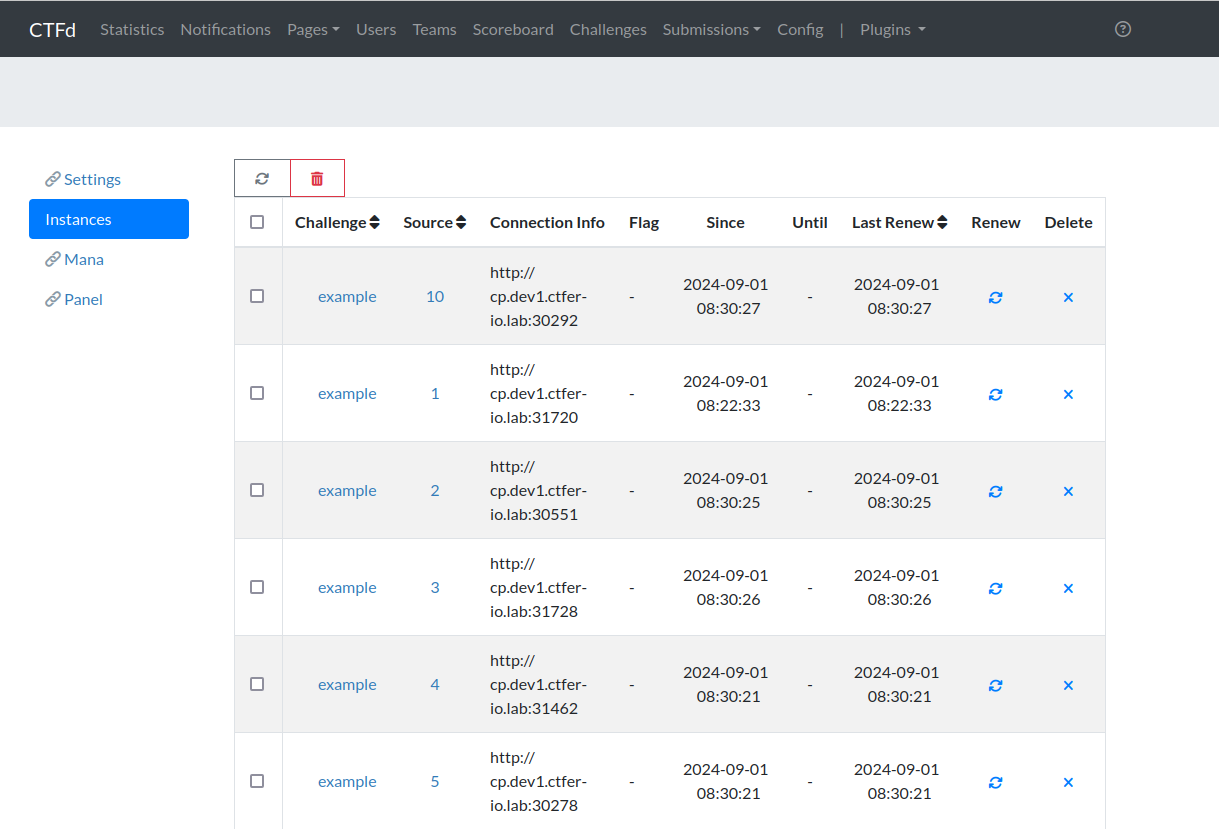 CTFd Statistics Notifications Pages Users Teams Scoreboard Challenges Submissions Config | Plugins
Settings
Instances
Mana
Panel
Challenge Source Connection Info Flag Since Until Last Renew Renew Delete
example 10 http:// - 2024-09-01 - 2024-09-01
cp.dev1.ctfer- 08:30:27 08:30:27
io.lab:30292
example 1 http:// - 2024-09-01 - 2024-09-01
cp.dev1.ctfer- 08:22:33 08:22:33
io.lab:31720
example 2 http:// - 2024-09-01 - 2024-09-01
cp.dev1.ctfer- 08:30:25 08:30:25
io.lab:30551
example 3 http:// - 2024-09-01 - 2024-09-01
cp.dev1.ctfer- 08:30:26 08:30:26
io.lab:31728
example 4 http:// - 2024-09-01 - 2024-09-01
cp.dev1.ctfer- 08:30:21 08:30:21
io.lab:31462
example 5 http:// - 2024-09-01 - 2024-09-01
cp.dev1.ctfer- 08:30:21 08:30:21
io.lab:30278